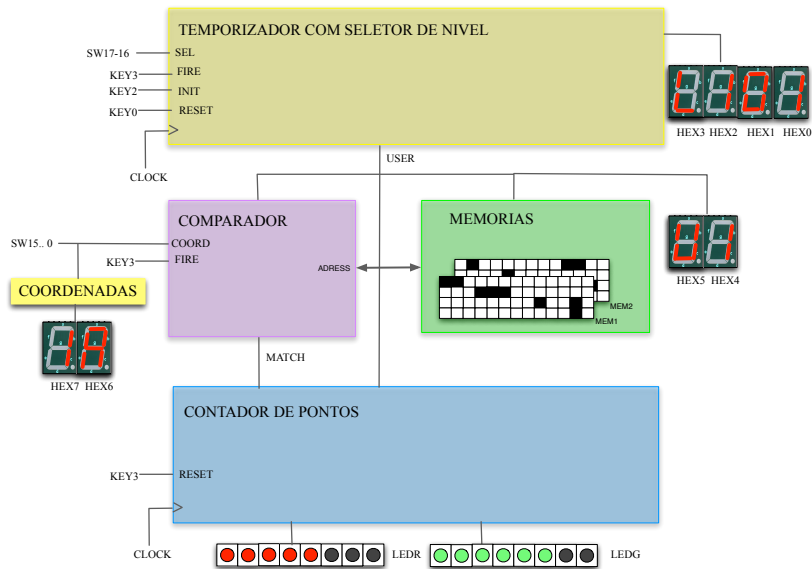 TEMPORIZADOR COM SELETOR DE NIVEL
SW17-16
SEL
KEY3
FIRE
KEY2
INIT
KEY0
RESET
CLOCK
HEX3 HEX2 HEX1 HEX0
USER
COMPARADOR
SW15.. 0
COORD
KEY3
FIRE
ADRESS
MEMORIAS
MEM2
MEM1
U1
HEX5 HEX4
COORDENADAS
1A
HEX7 HEX6
MATCH
CONTADOR DE PONTOS
KEY3
RESET
CLOCK
LEDR
LEDG